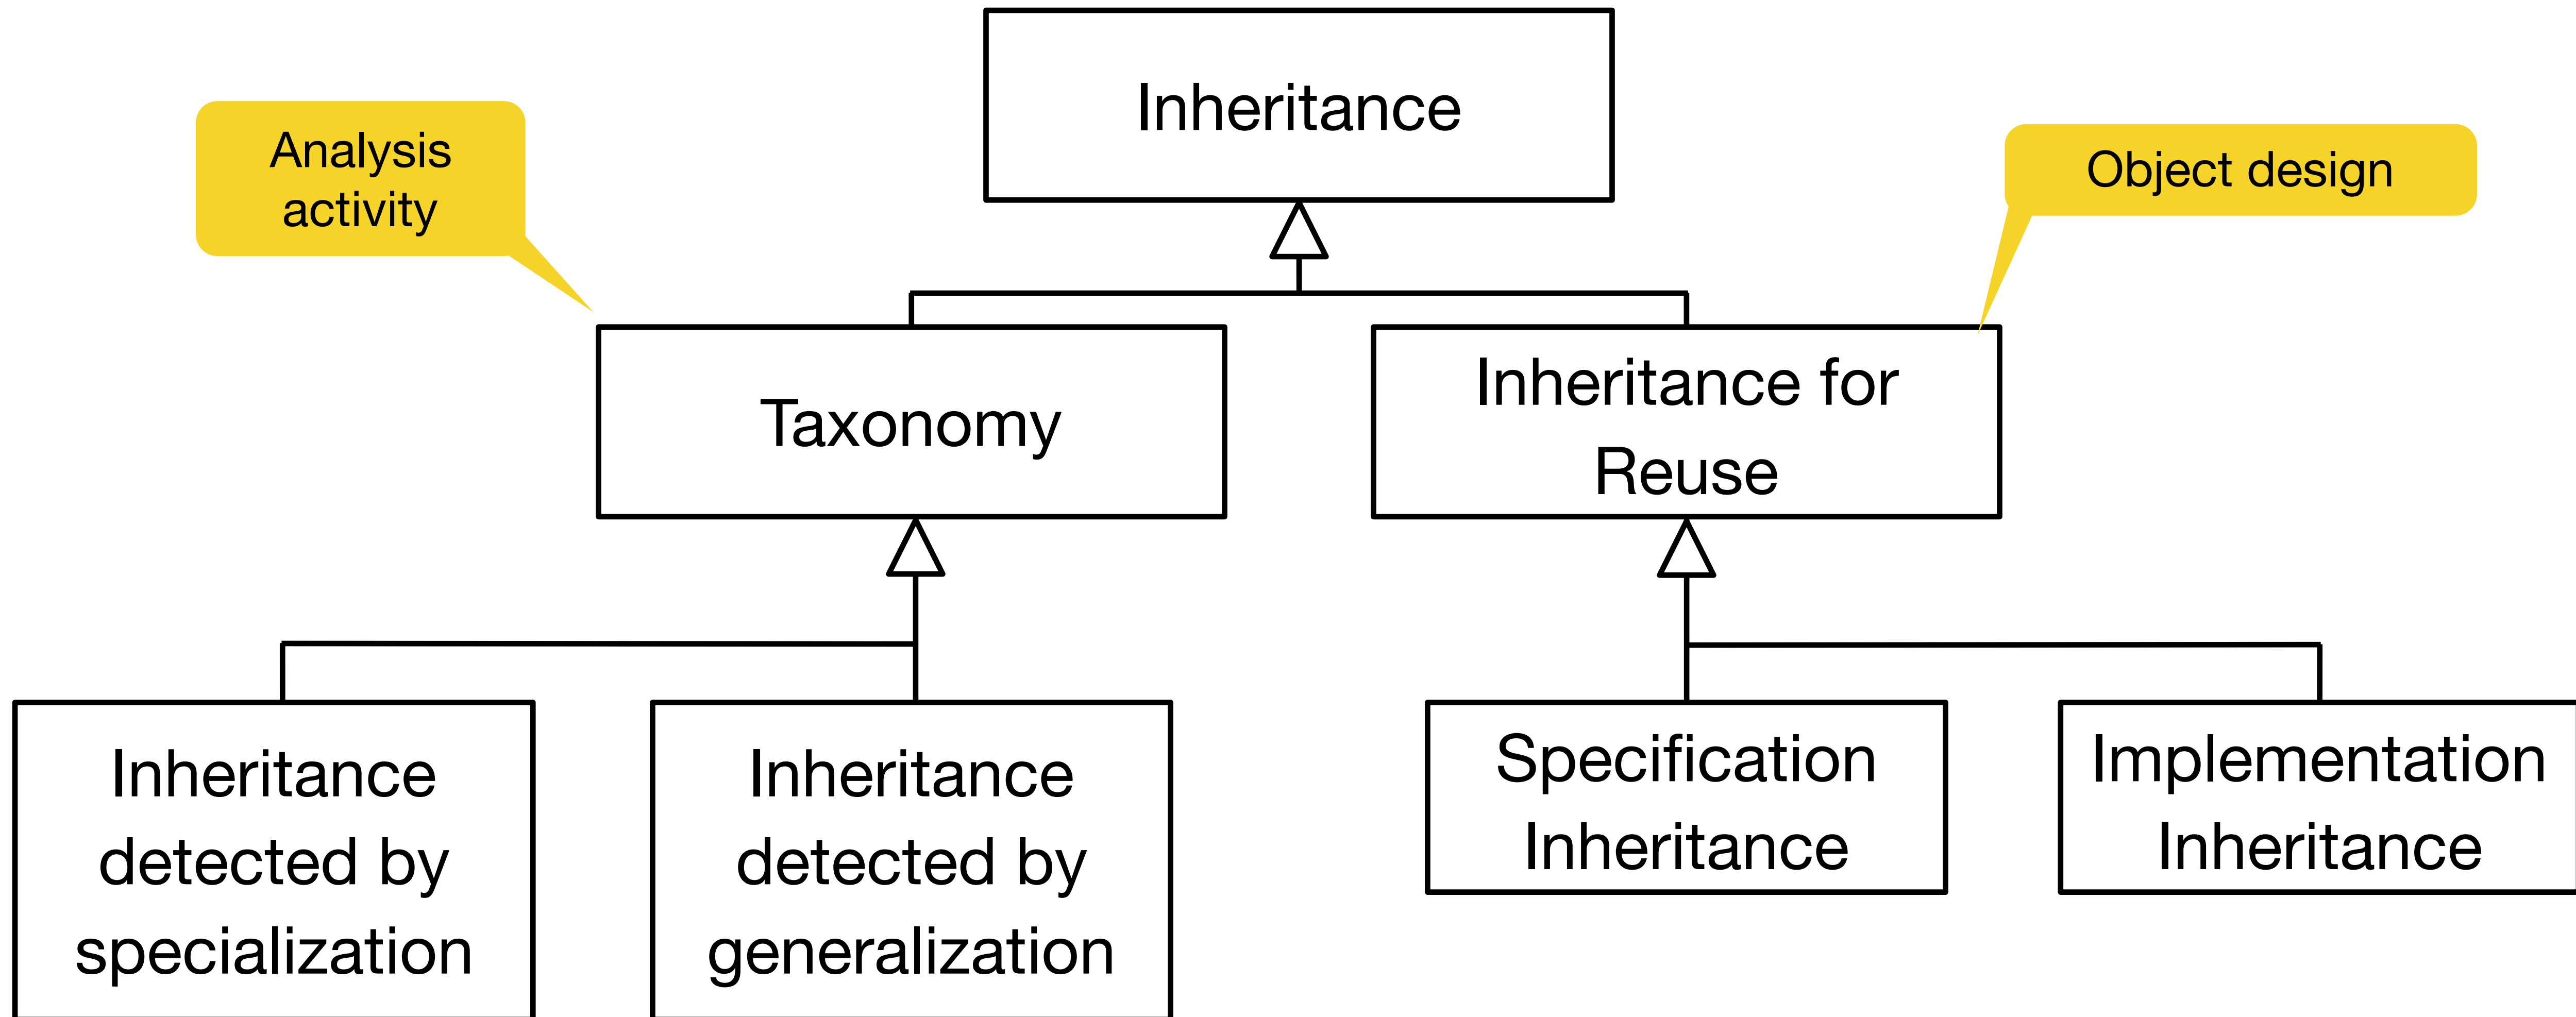 Inheritance
Analysis
activity
Object design
Taxonomy
Inheritance for
Reuse
Inheritance
detected by
specialization
Inheritance
detected by
generalization
Specification
Inheritance
Implementation
Inheritance